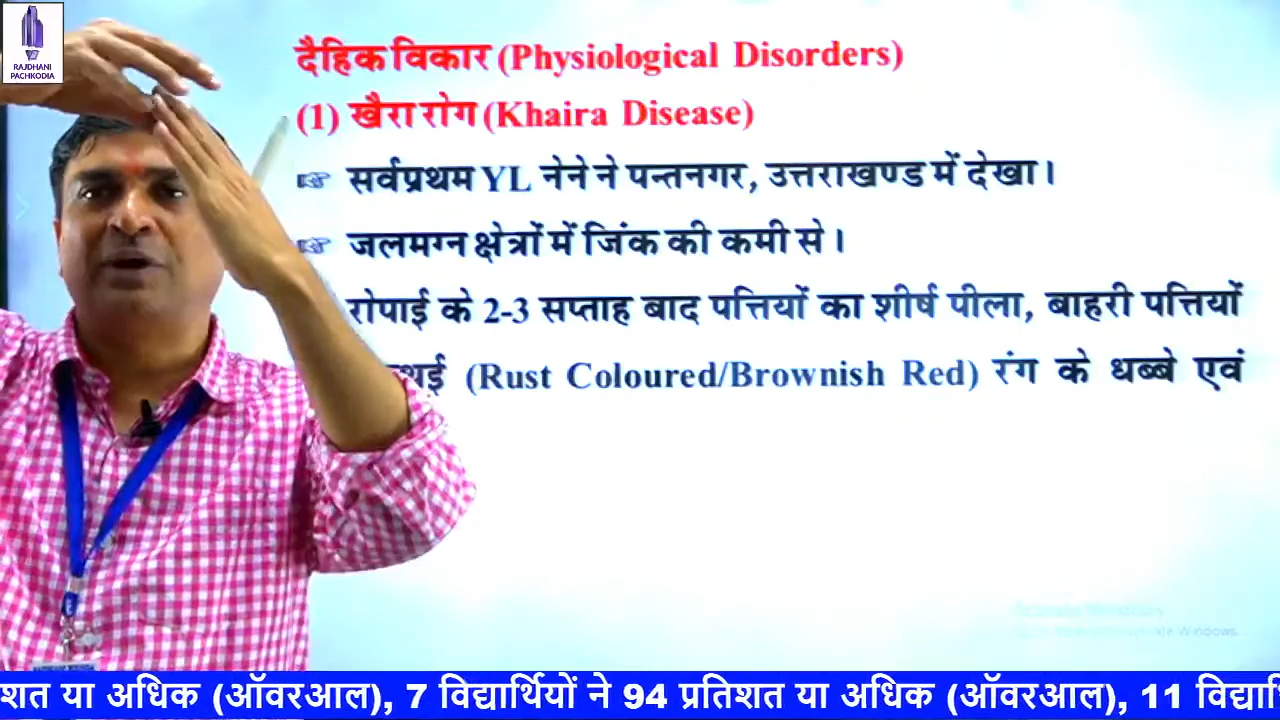 RAJDHANI
PACHKODIA
दैहिक विकार (Physiological Disorders)
(1) खैरा रोग (Khaira Disease)
☞ सर्वप्रथम YL नेने ने पन्तनगर, उत्तराखण्ड में देखा।
☞ जलमग्न क्षेत्रों में जिंक की कमी से।
रोपाई के 2-3 सप्ताह बाद पत्तियों का शीर्ष पीला, बाहरी पत्तियों
(Rust Coloured/Brownish Red) रंग के धब्बे एवं
या अधिक (ऑवरआल), 7 विद्यार्थियों ने 94 प्रतिशत या अधिक (ऑवरआल), 11